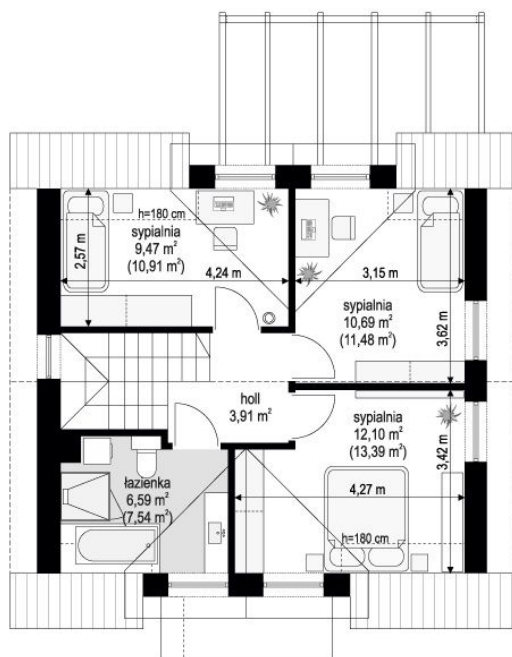 h=180 cm
sypialnia
9,47 m²
(10,91 m²)
2,57 m
4,24 m
3,15 m
sypialnia
10,69 m²
(11,48 m²)
3,62 m
holl
3,91 m²
sypialnia
12,10 m²
(13,39 m²)
3,42 m
łazienka
6,59 m²
(7,54 m²)
4,27 m
h=180 cm